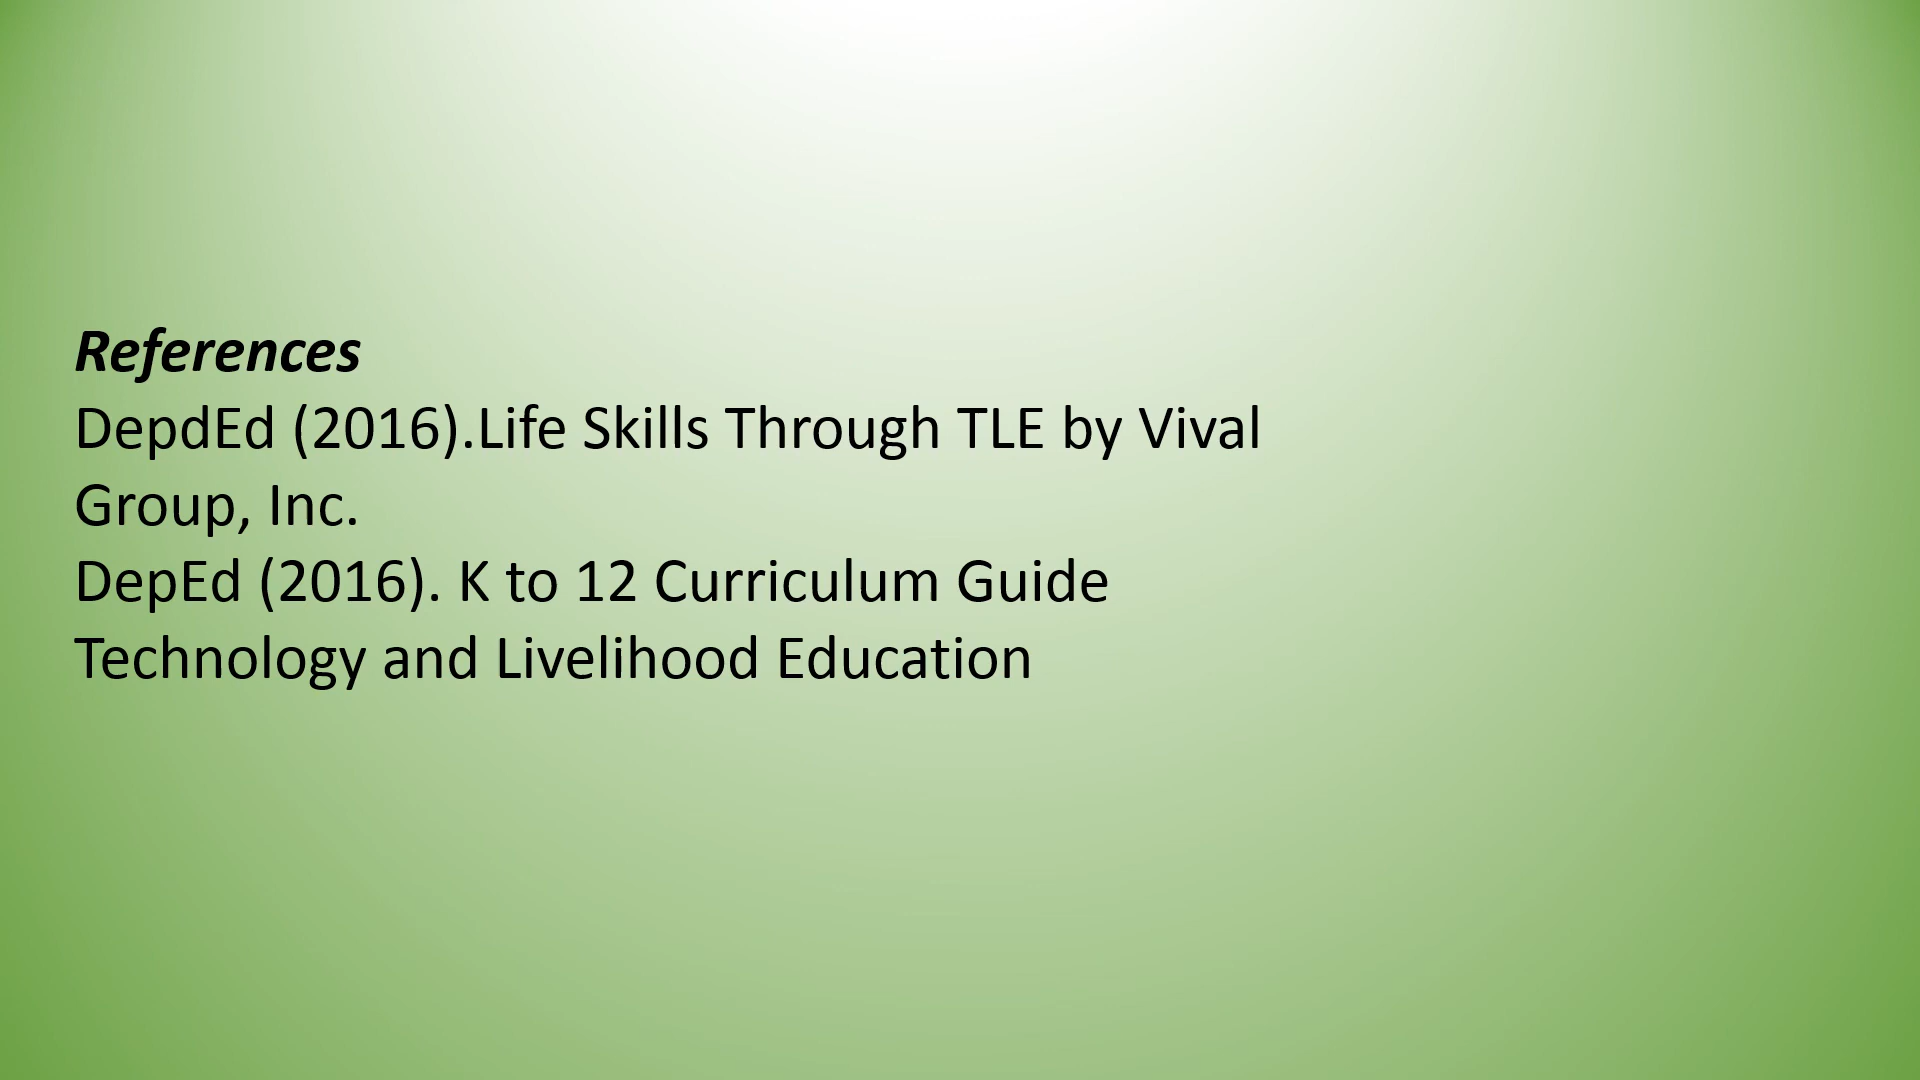 References
DepdEd (2016).Life Skills Through TLE by Vival
Group, Inc.
DepEd (2016). K to 12 Curriculum Guide
Technology and Livelihood Education